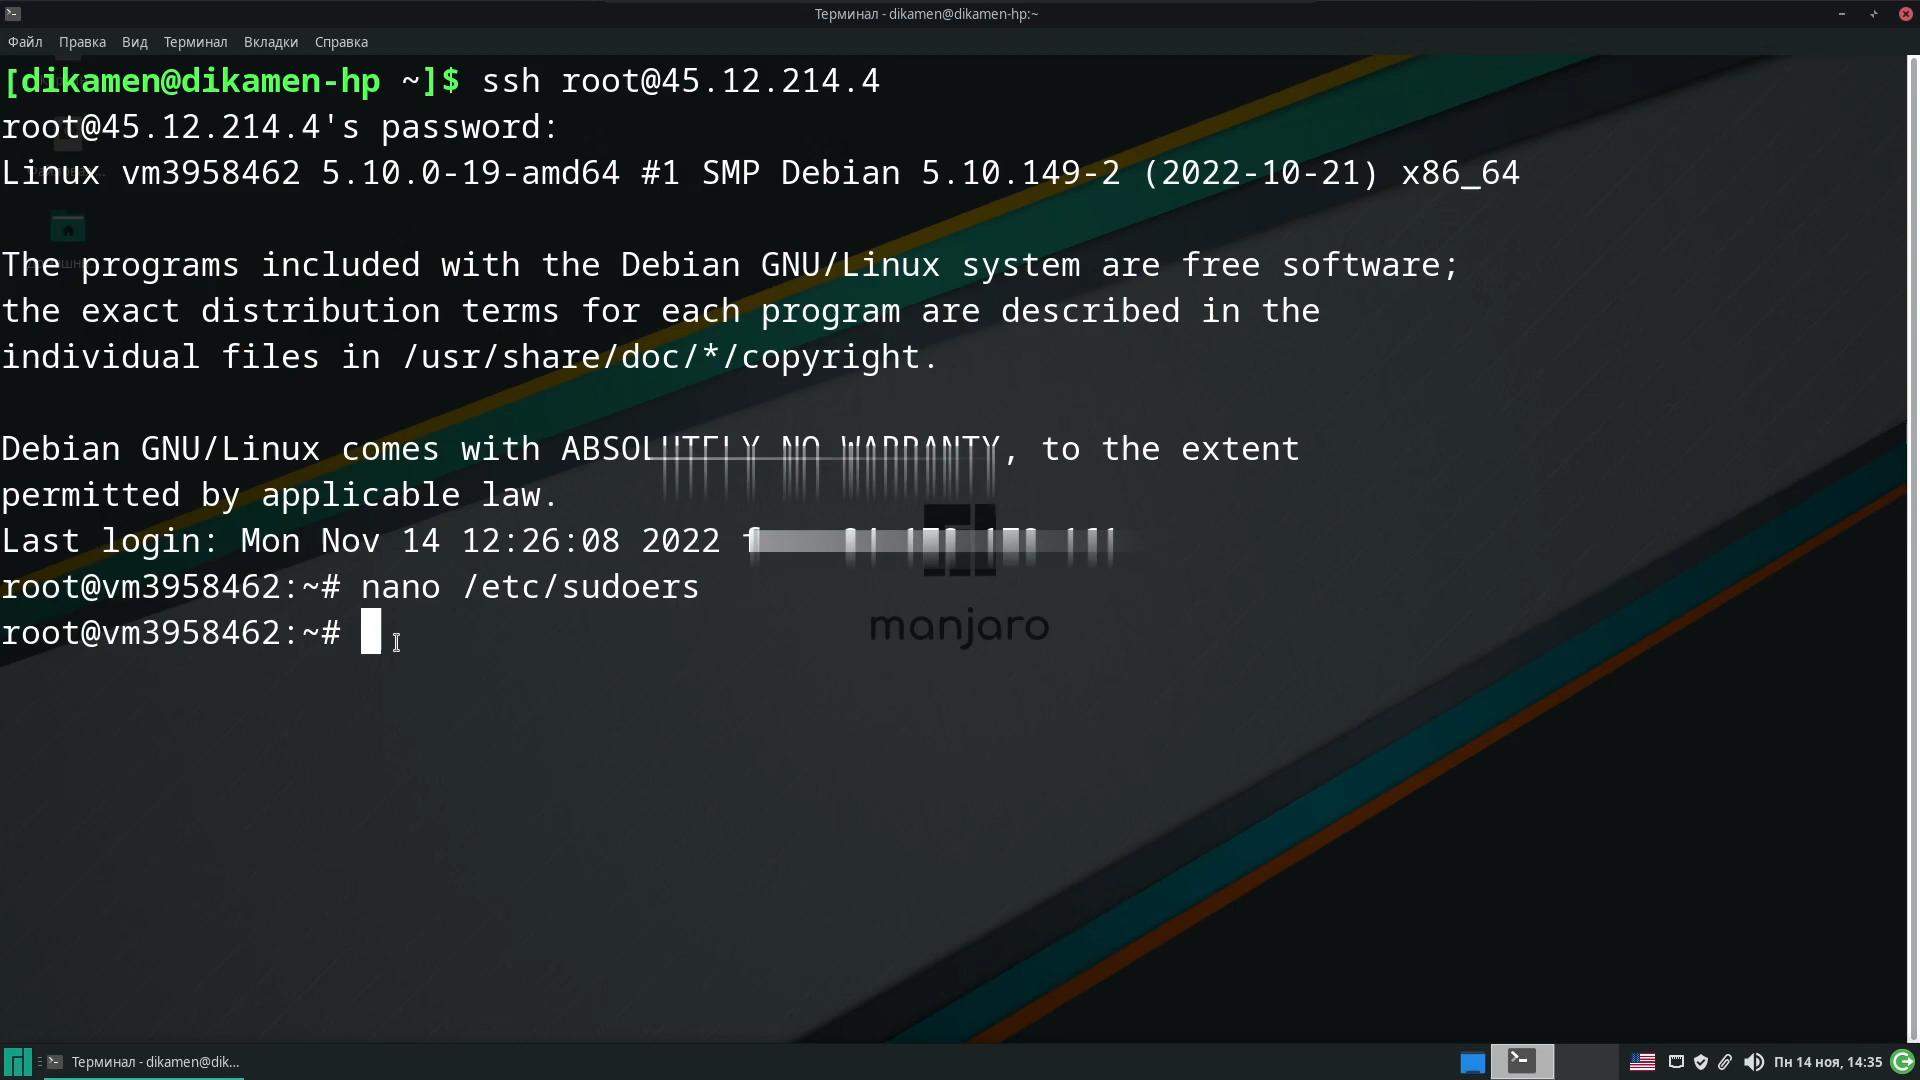 Терминал - dikamen@dikamen-hp:~
Файл Правка Вид Терминал Вкладки Справка
[dikamen@dikamen-hp ~]$ ssh root@45.12.214.4
root@45.12.214.4's password:
Linux vm3958462 5.10.0-19-amd64 #1 SMP Debian 5.10.149-2 (2022-10-21) x86_64
The programs included with the Debian GNU/Linux system are free software;
the exact distribution terms for each program are described in the
individual files in /usr/share/doc/*/copyright.
Debian GNU/Linux comes with ABSOLUTELY NO WARRANTY, to the extent
permitted by applicable law.
Last login: Mon Nov 14 12:26:08 2022
root@vm3958462:~# nano /etc/sudoers
root@vm3958462:~#
manjaro
Терминал - dikamen@dik...
Пн 14 ноя, 14:35